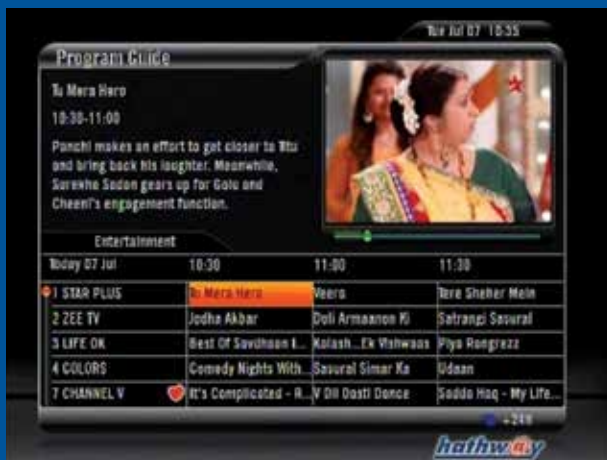 Tue Jul 07 10:35
Program Guide
Tu Mera Hero
10:30-11:00
Panchi makes an effort to get closer to Titu
and bring back his laughter. Meanwhile,
Surekha Sadan gears up for Golu and
Cheeni's engagement function.
Entertainment
Today 07 Jul 10:30 11:00 11:30
1 STAR PLUS Tu Mera Hero Veera Tere Sheher Mein
2 ZEE TV Jodha Akbar Doli Armaanon Ki Satrangi Sasural
3 LIFE OK Best Of Savdhaan I... Kalash...Ek Vishwaas Piya Rangrezz
4 COLORS Comedy Nights With... Sasural Simar Ka Udaan
7 CHANNEL V It's Complicated - R... V Dil Dosti Dance Sadda Haq - My Life...
+24H
hathway